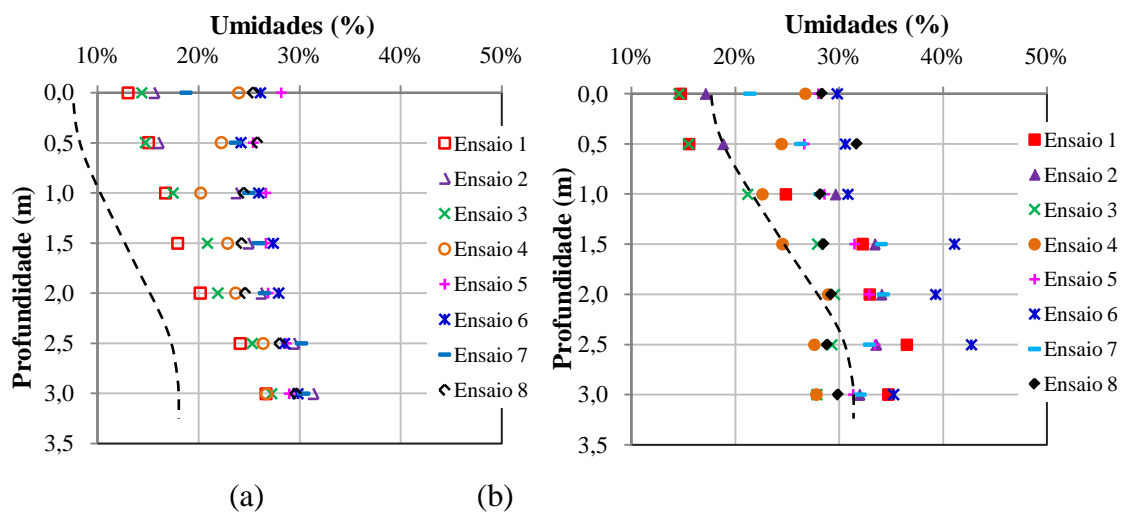 Umidades (%)
10% 20% 30% 40% 50%
0,0
0,5
1,0
1,5
2,0
2,5
3,0
3,5
Profundidade (m)
Ensaio 1
Ensaio 2
Ensaio 3
Ensaio 4
Ensaio 5
Ensaio 6
Ensaio 7
Ensaio 8
Umidades (%)
10% 20% 30% 40% 50%
0,0
0,5
1,0
1,5
2,0
2,5
3,0
3,5
Profundidade (m)
Ensaio 1
Ensaio 2
Ensaio 3
Ensaio 4
Ensaio 5
Ensaio 6
Ensaio 7
Ensaio 8
(a) (b)